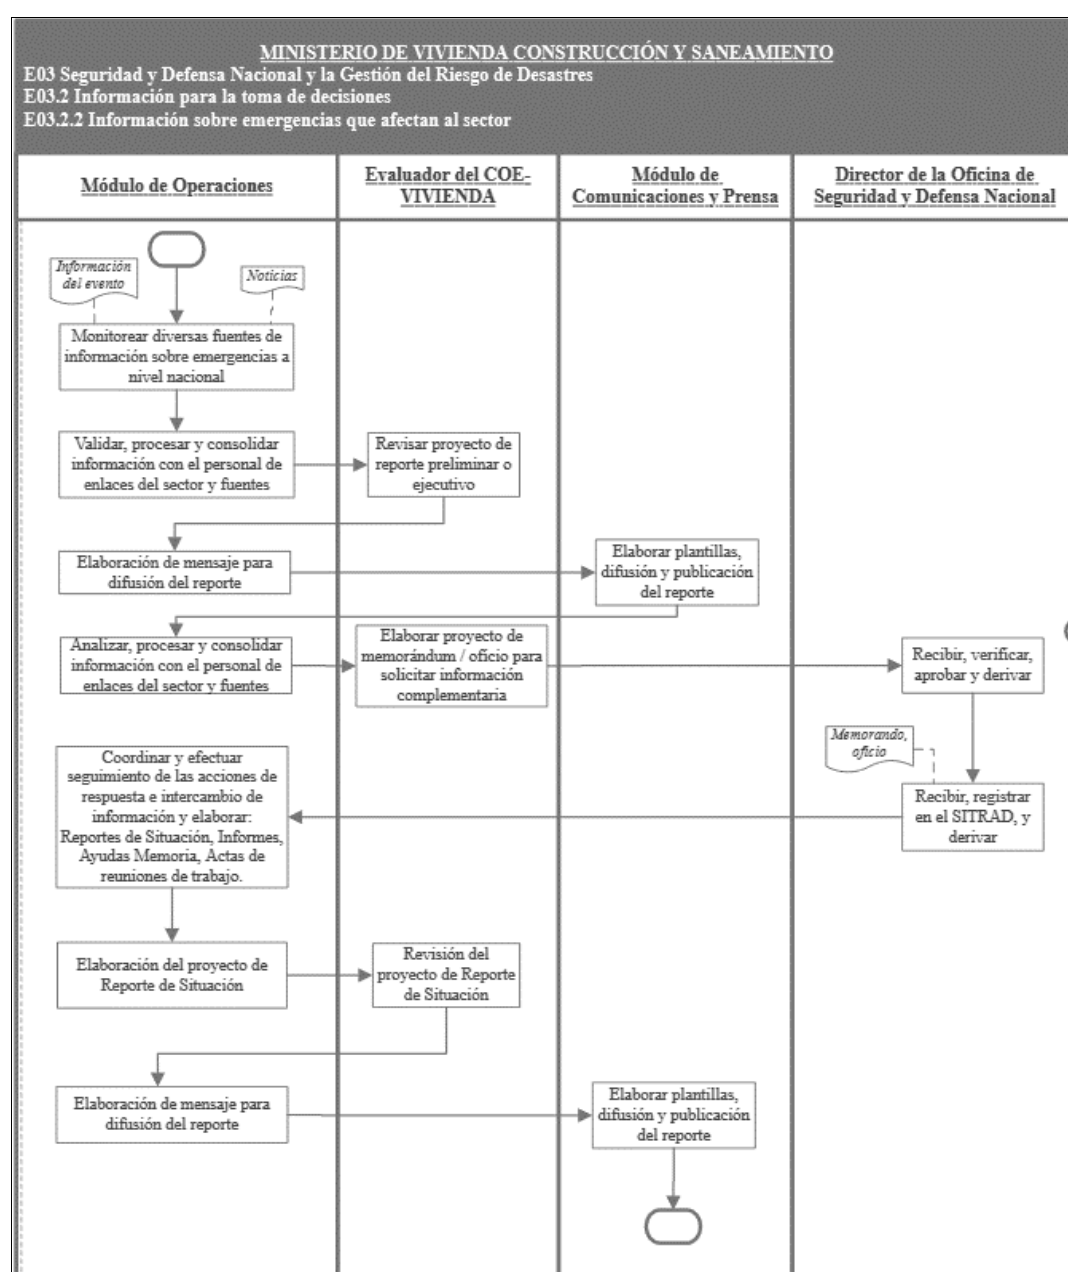 MINISTERIO DE VIVIENDA CONSTRUCCIÓN Y SANEAMIENTO
E03 Seguridad y Defensa Nacional y la Gestión del Riesgo de Desastres
E03.2 Información para la toma de decisiones
E03.2.2 Información sobre emergencias que afectan al sector
Módulo de Operaciones
Evaluador del COE-
VIVIENDA
Módulo de
Comunicaciones y Prensa
Director de la Oficina de
Seguridad y Defensa Nacional
Información
del evento
Noticias
Monitorear diversas fuentes de
información sobre emergencias a
nivel nacional
Validar, procesar y consolidar
información con el personal de
enlaces del sector y fuentes
Revisar proyecto de
reporte preliminar o
ejecutivo
Elaboración de mensaje para
difusión del reporte
Elaborar plantillas,
difusión y publicación
del reporte
Analizar, procesar y consolidar
información con el personal de
enlaces del sector y fuentes
Elaborar proyecto de
memorándum / oficio para
solicitar información
complementaria
Recibir, verificar,
aprobar y derivar
Memorando,
oficio
Recibir, registrar
en el SITRAD, y
derivar
Coordinar y efectuar
seguimiento de las acciones de
respuesta e intercambio de
información y elaborar:
Reportes de Situación, Informes,
Ayudas Memoria, Actas de
reuniones de trabajo.
Elaboración del proyecto de
Reporte de Situación
Revisión del
proyecto de Reporte
de Situación
Elaboración de mensaje para
difusión del reporte
Elaborar plantillas,
difusión y publicación
del reporte